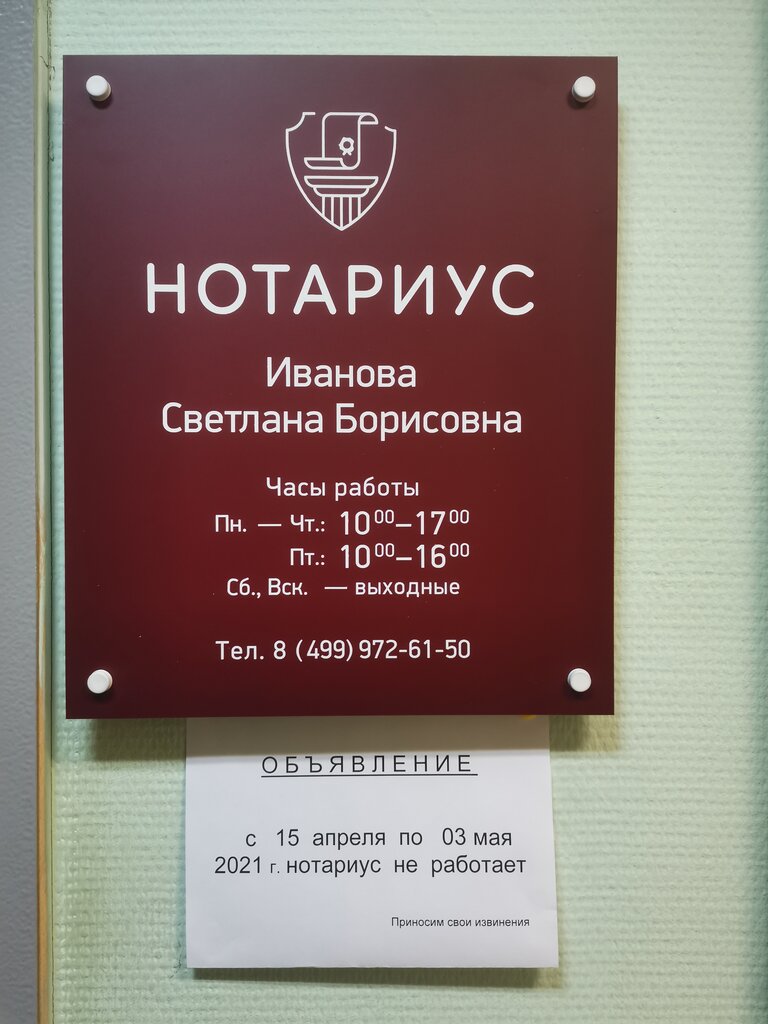 НОТАРИУС
Иванова
Светлана Борисовна
Часы работы
Пн. — Чт.: 10⁰⁰–17⁰⁰
Пт.: 10⁰⁰–16⁰⁰
Сб., Вск. — выходные
Тел. 8 (499) 972-61-50
ОБЪЯВЛЕНИЕ
с 15 апреля по 03 мая
2021 г. нотариус не работает
Приносим свои извинения